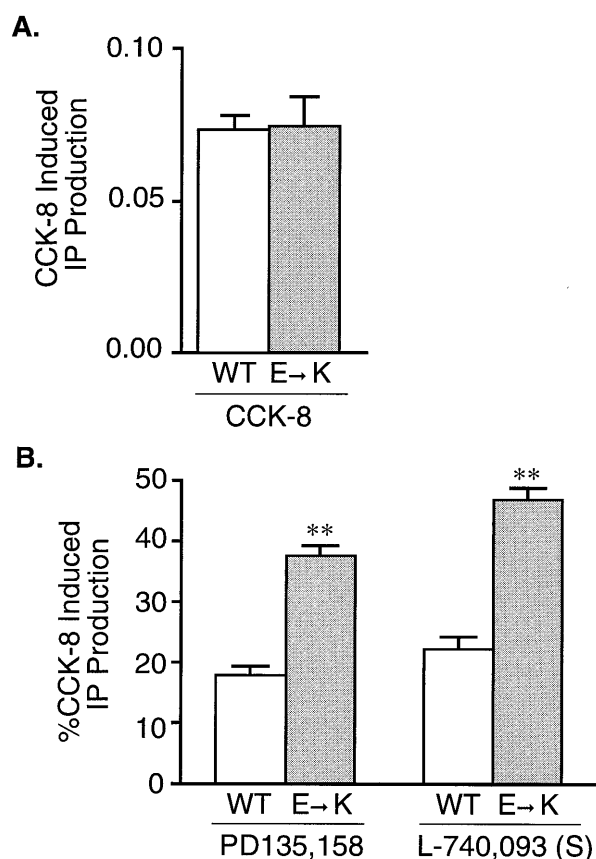 A.
CCK-8 Induced
IP Production
0.10
0.05
0.00
WT E→K
CCK-8
B.
%CCK-8 Induced
IP Production
50
40
30
20
10
0
**
**
WT E→K WT E→K
PD135,158 L-740,093 (S)